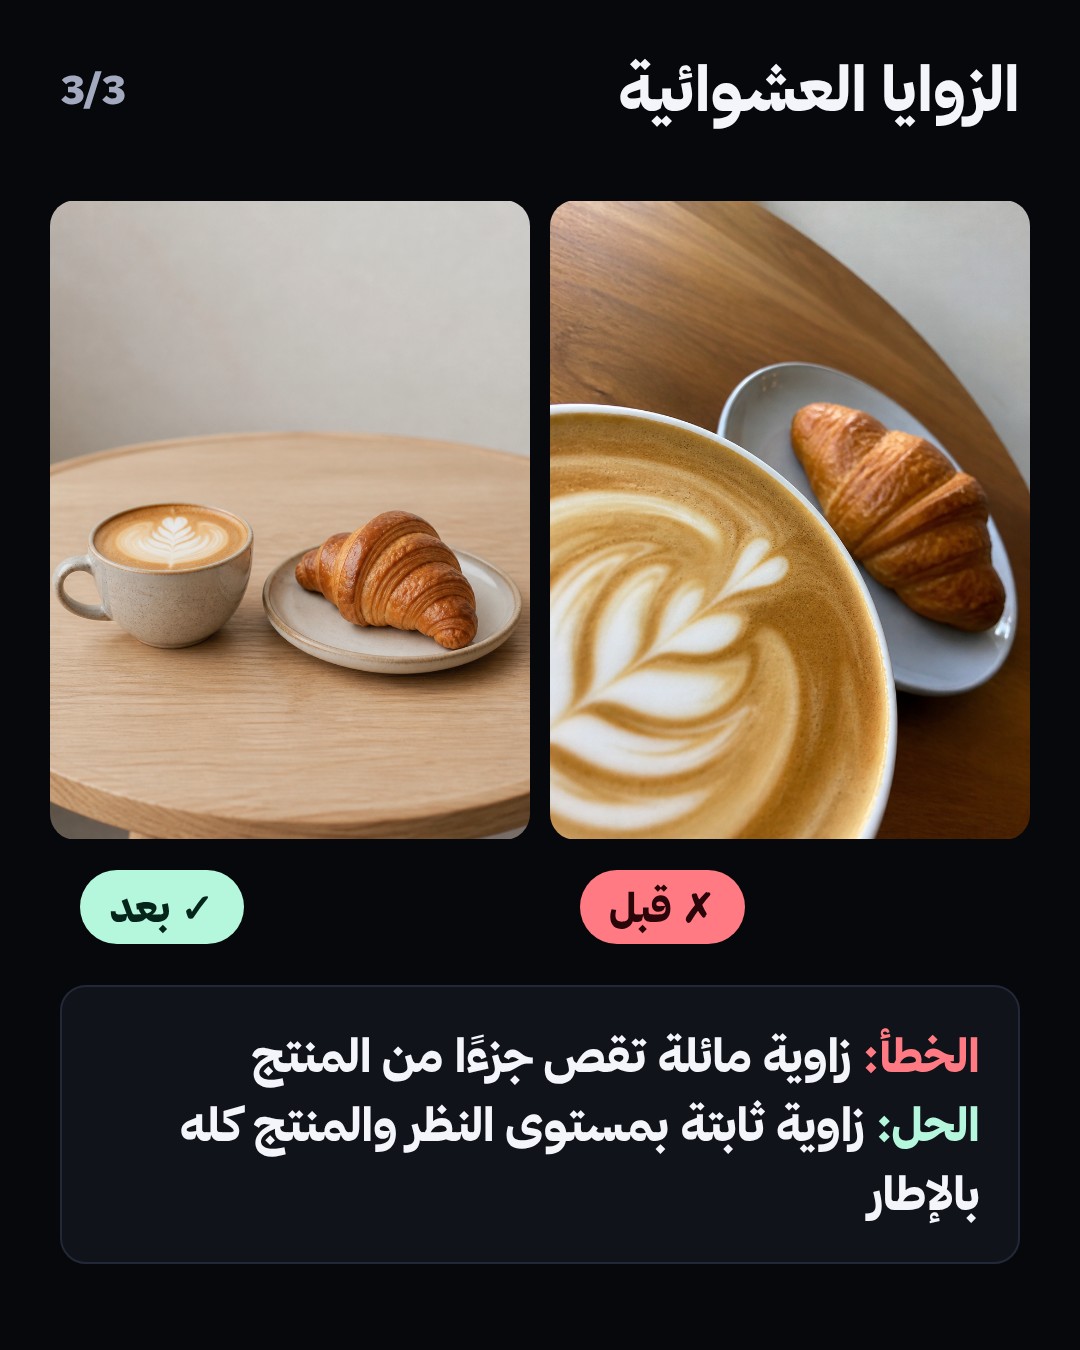 الزوايا العشوائية
3/3
✗ قبل
✓ بعد
الخطأ: زاوية مائلة تقص جزءًا من المنتج
الحل: زاوية ثابتة بمستوى النظر والمنتج كله
بالإطار